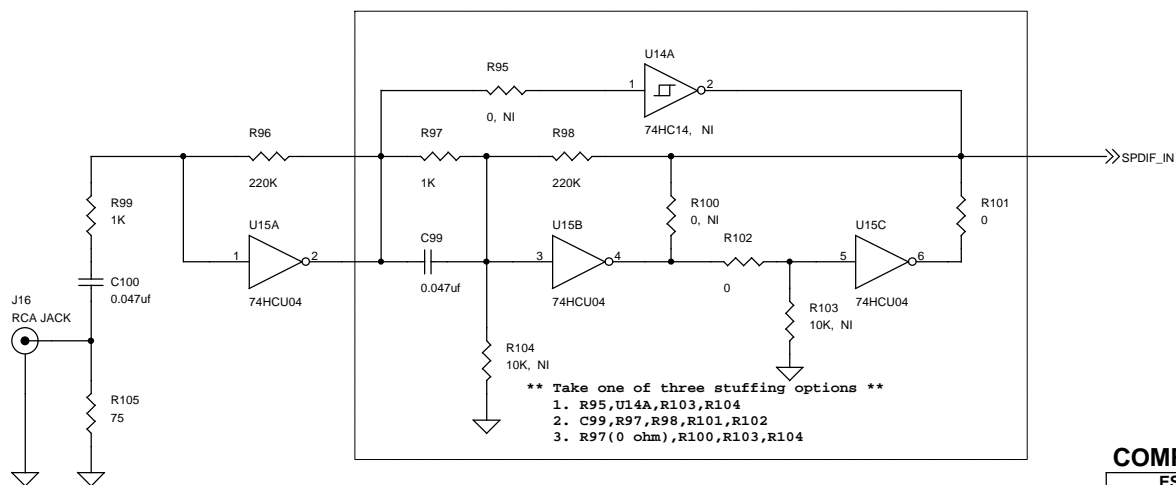 U14A
R95
1
2
0, NI
74HC14, NI
R96
R97
R98
SPDIF_IN
220K
1K
220K
R99
1K
R100
0, NI
R101
0
U15A
C99
U15B
R102
U15C
1
2
3
4
5
6
C100
0.047uf
74HCU04
0.047uf
74HCU04
0
74HCU04
J16
RCA JACK
R103
10K, NI
R104
10K, NI
** Take one of three stuffing options **
1. R95,U14A,R103,R104
2. C99,R97,R98,R101,R102
3. R97(0 ohm),R100,R103,R104
R105
75